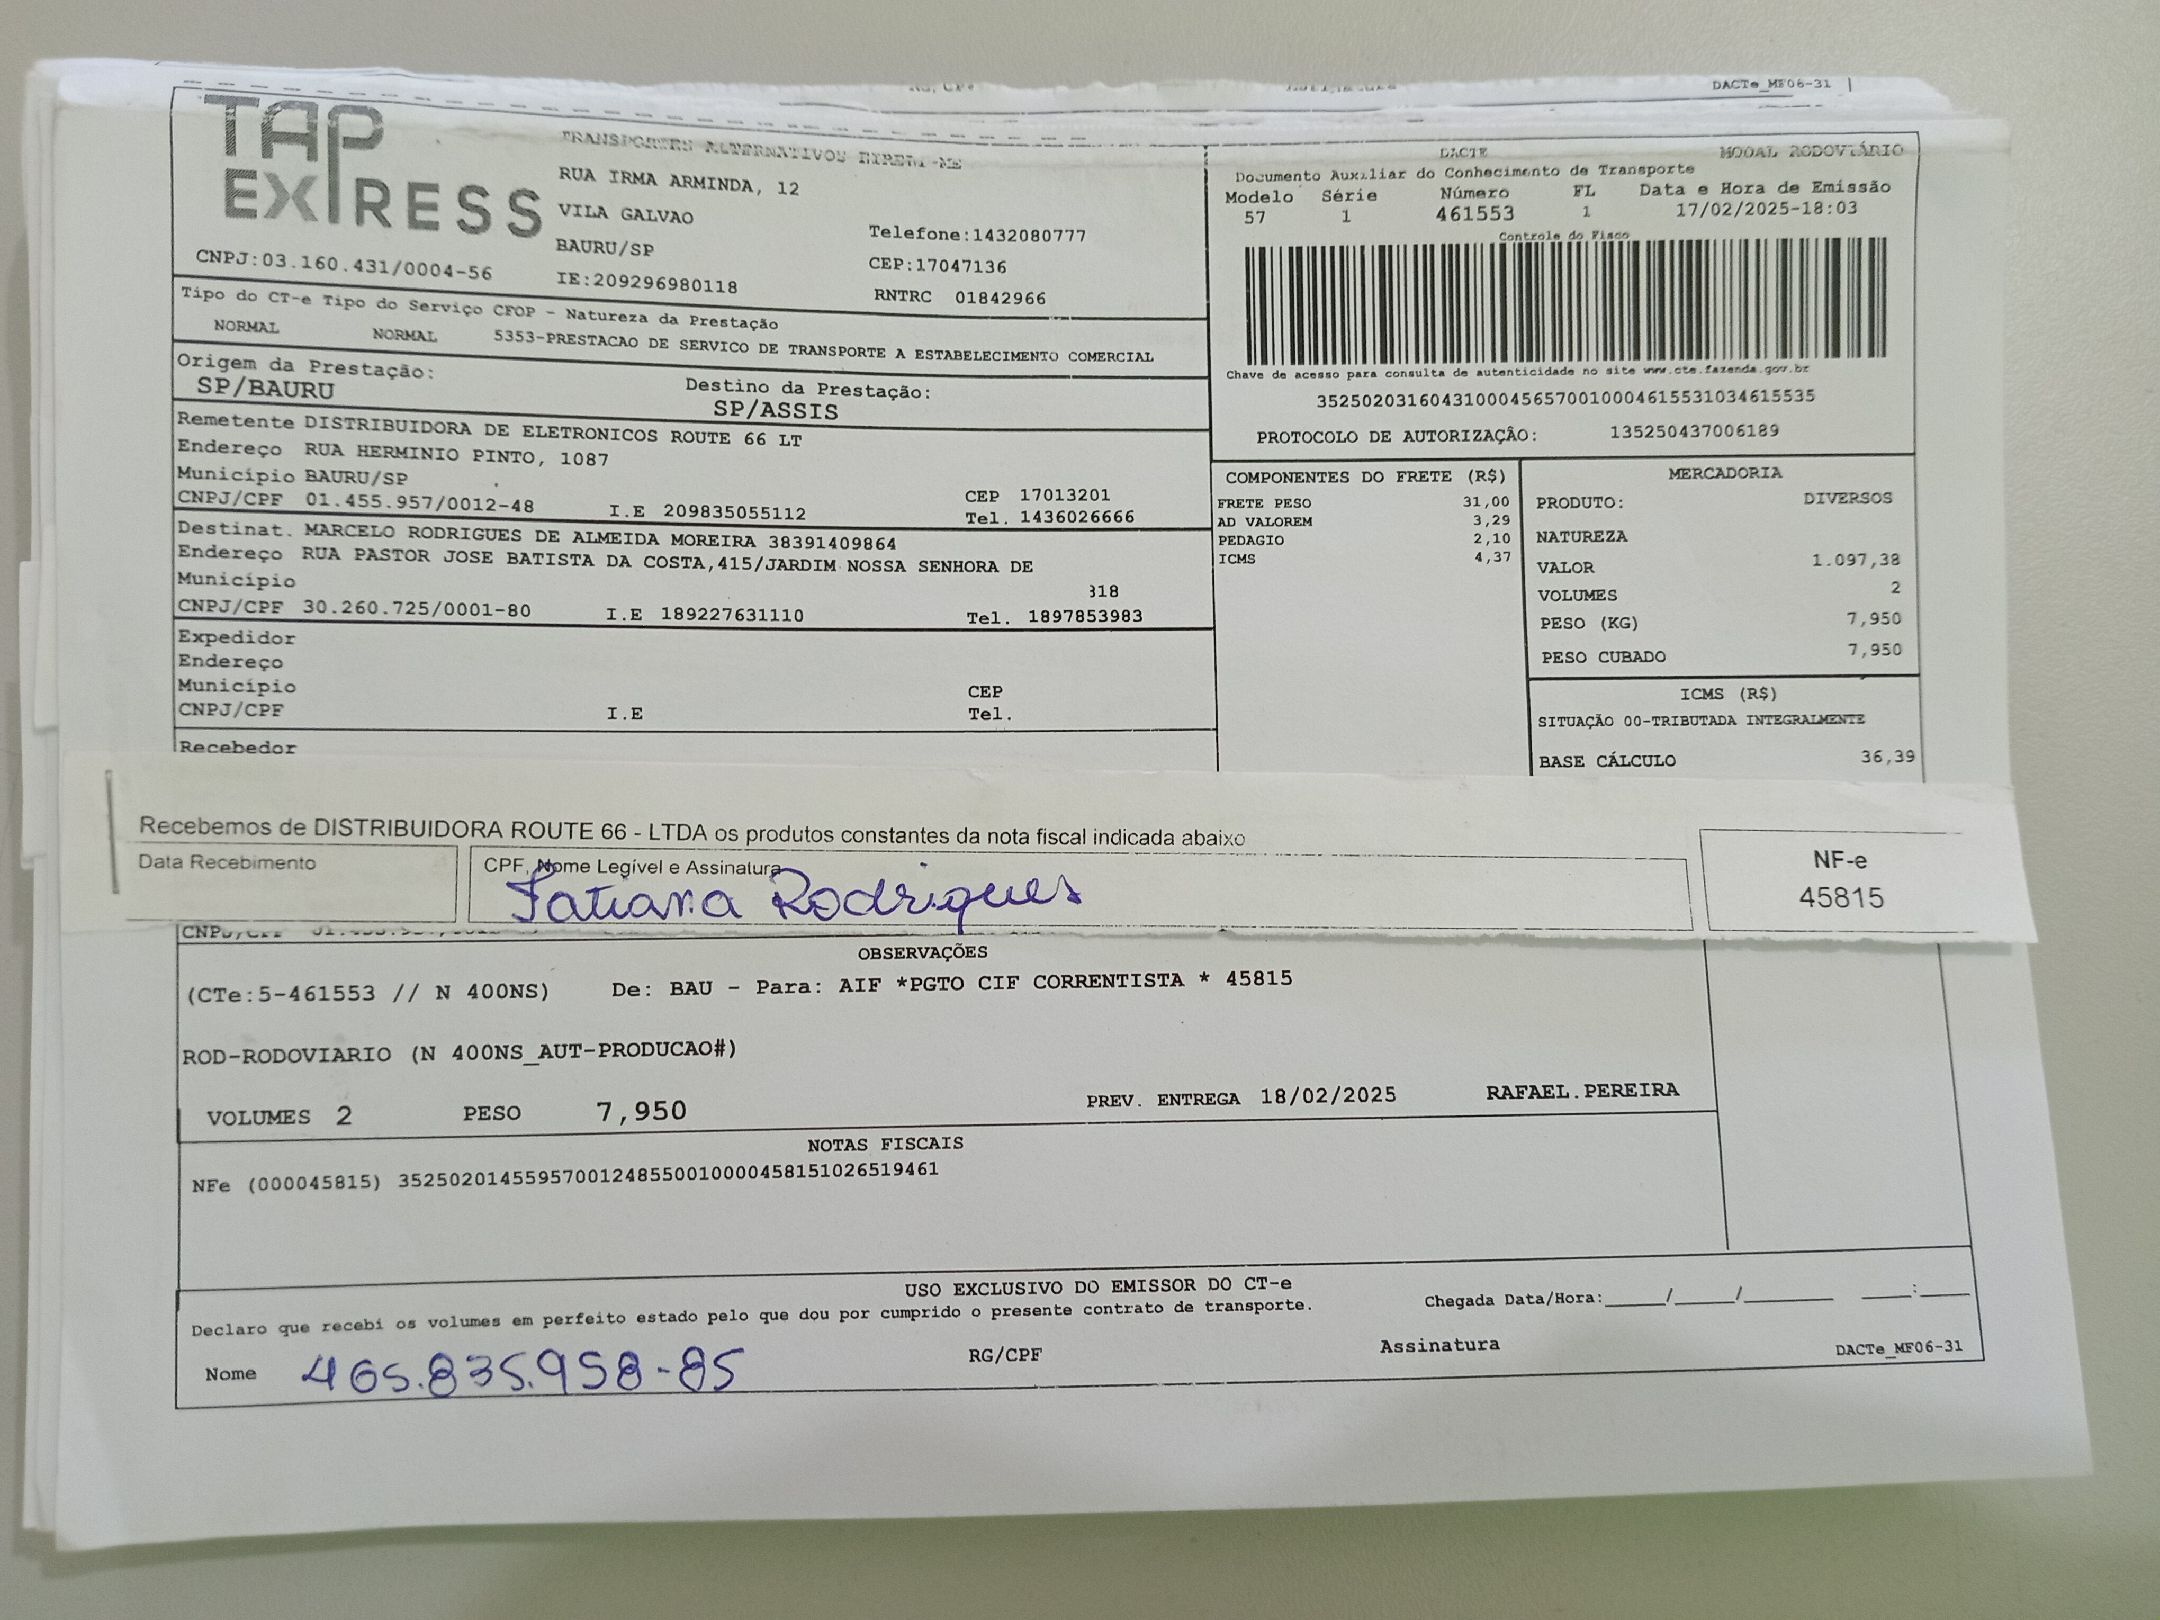 DACTe_MF06-31
TAP EXPRESS
TRANSPORTES ALTERNATIVOS EIRELI -ME
RUA IRMA ARMINDA, 12
VILA GALVAO
BAURU/SP
Telefone:1432080777
CEP:17047136
CNPJ:03.160.431/0004-56
IE:209296980118
RNTRC 01842966
DACTE MODAL RODOVIÁRIO
Documento Auxiliar do Conhecimento de Transporte
Modelo Série Número FL Data e Hora de Emissão
57 1 461553 1 17/02/2025-18:03
Controle do Fisco
Chave de acesso para consulta de autenticidade no site www.cte.fazenda.gov.br
35250203160431000456570010004615531034615535
PROTOCOLO DE AUTORIZAÇÃO: 135250437006189
Tipo do CT-e Tipo do Serviço CFOP - Natureza da Prestação
NORMAL NORMAL 5353-PRESTACAO DE SERVICO DE TRANSPORTE A ESTABELECIMENTO COMERCIAL
Origem da Prestação: Destino da Prestação:
SP/BAURU SP/ASSIS
Remetente DISTRIBUIDORA DE ELETRONICOS ROUTE 66 LT
Endereço RUA HERMINIO PINTO, 1087
Município BAURU/SP CEP 17013201
CNPJ/CPF 01.455.957/0012-48 I.E 209835055112 Tel. 1436026666
Destinat. MARCELO RODRIGUES DE ALMEIDA MOREIRA 38391409864
Endereço RUA PASTOR JOSE BATISTA DA COSTA,415/JARDIM NOSSA SENHORA DE
Município 318
CNPJ/CPF 30.260.725/0001-80 I.E 189227631110 Tel. 1897853983
Expedidor
Endereço
Município CEP
CNPJ/CPF I.E Tel.
Recebedor
COMPONENTES DO FRETE (R$)
FRETE PESO 31,00
AD VALOREM 3,29
PEDAGIO 2,10
ICMS 4,37
MERCADORIA
PRODUTO: DIVERSOS
NATUREZA
VALOR 1.097,38
VOLUMES 2
PESO (KG) 7,950
PESO CUBADO 7,950
ICMS (R$)
SITUAÇÃO 00-TRIBUTADA INTEGRALMENTE
BASE CÁLCULO 36,39
Recebemos de DISTRIBUIDORA ROUTE 66 - LTDA os produtos constantes da nota fiscal indicada abaixo
Data Recebimento
CPF, Nome Legível e Assinatura
Tatiana Rodrigues
NF-e
45815
CNPJ/CPF
OBSERVAÇÕES
(CTe:5-461553 // N 400NS) De: BAU - Para: AIF *PGTO CIF CORRENTISTA * 45815
ROD-RODOVIARIO (N 400NS_AUT-PRODUCAO#)
VOLUMES 2 PESO 7,950 PREV. ENTREGA 18/02/2025 RAFAEL.PEREIRA
NOTAS FISCAIS
NFe (000045815) 35250201455957001248550010000458151026519461
USO EXCLUSIVO DO EMISSOR DO CT-e
Declaro que recebi os volumes em perfeito estado pelo que dou por cumprido o presente contrato de transporte.
Chegada Data/Hora:____/____/______ ___:___
Nome 465.835.958-85 RG/CPF Assinatura DACTe_MF06-31